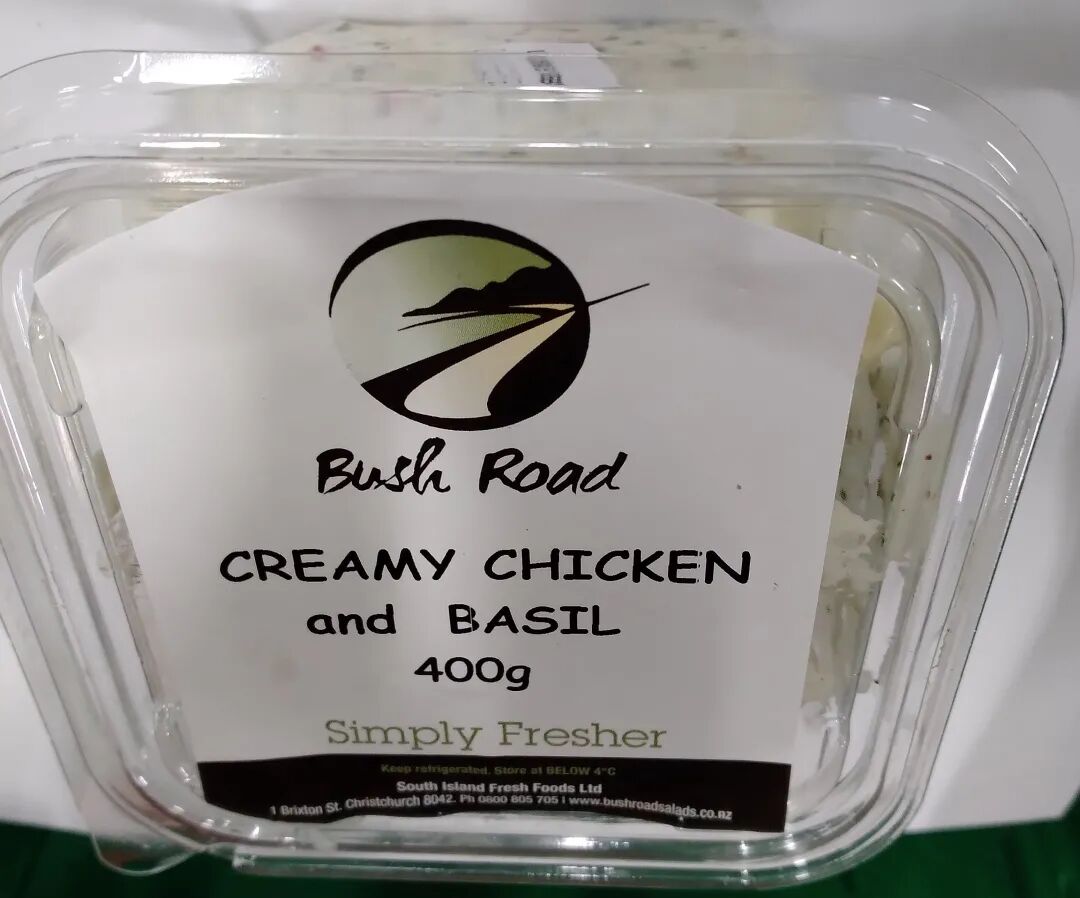 Bush Road
CREAMY CHICKEN
and BASIL
400g
Simply Fresher
Keep refrigerated. Store at BELOW 4°C
South Island Fresh Foods Ltd
1 Brixton St. Christchurch 8042. Ph 0800 805 705 | www.bushroadsalads.co.nz